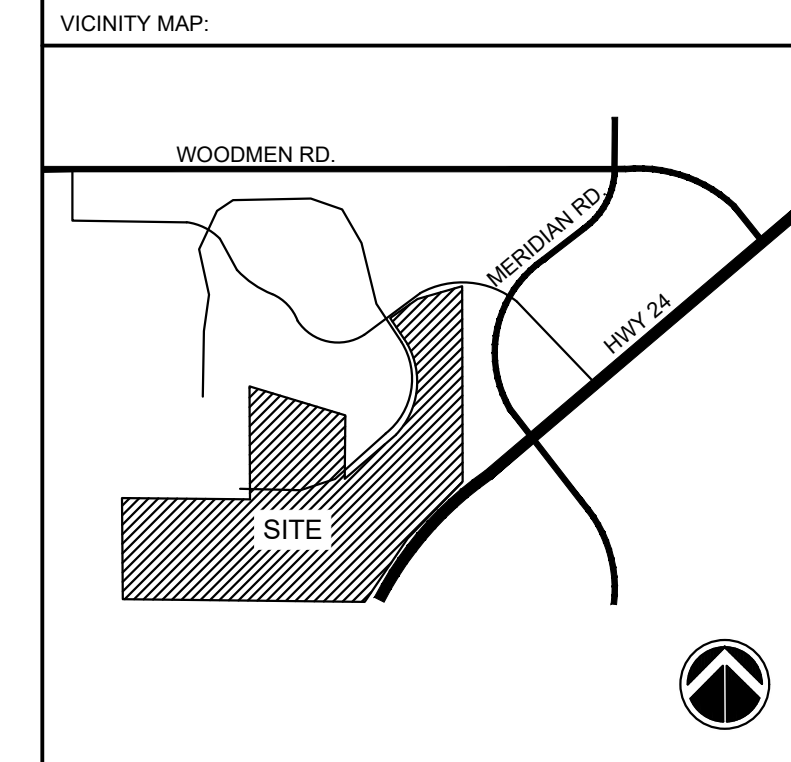 VICINITY MAP:
WOODMEN RD.
MERIDIAN RD.
HWY 24
SITE